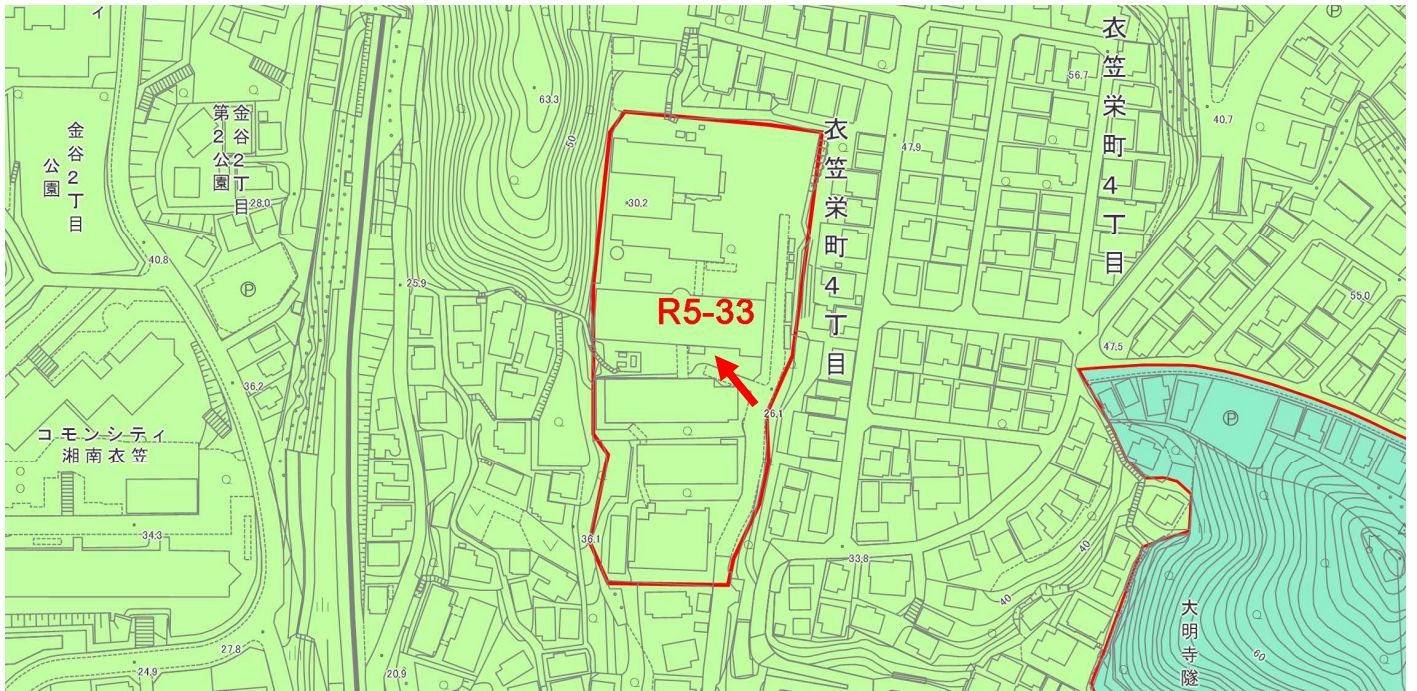 イ
衣笠栄町4丁目
Ⓟ
56.7
40.7
63.3
50
金谷2丁目
第2公園
28.0
金谷2丁目
公園
衣笠栄町4丁目
47.9
30.2
40.8
Ⓟ
25.9
R5-33
55.0
47.5
36.2
26.1
Ⓟ
コモンシティ
湘南衣笠
34.3
36.1
33.8
40
40
大明寺隧
60
27.8
24.9
20.9